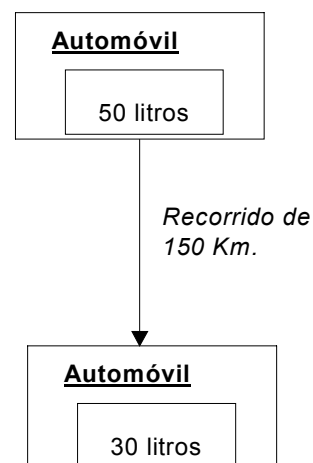 Automóvil
50 litros
Recorrido de
150 Km.
Automóvil
30 litros